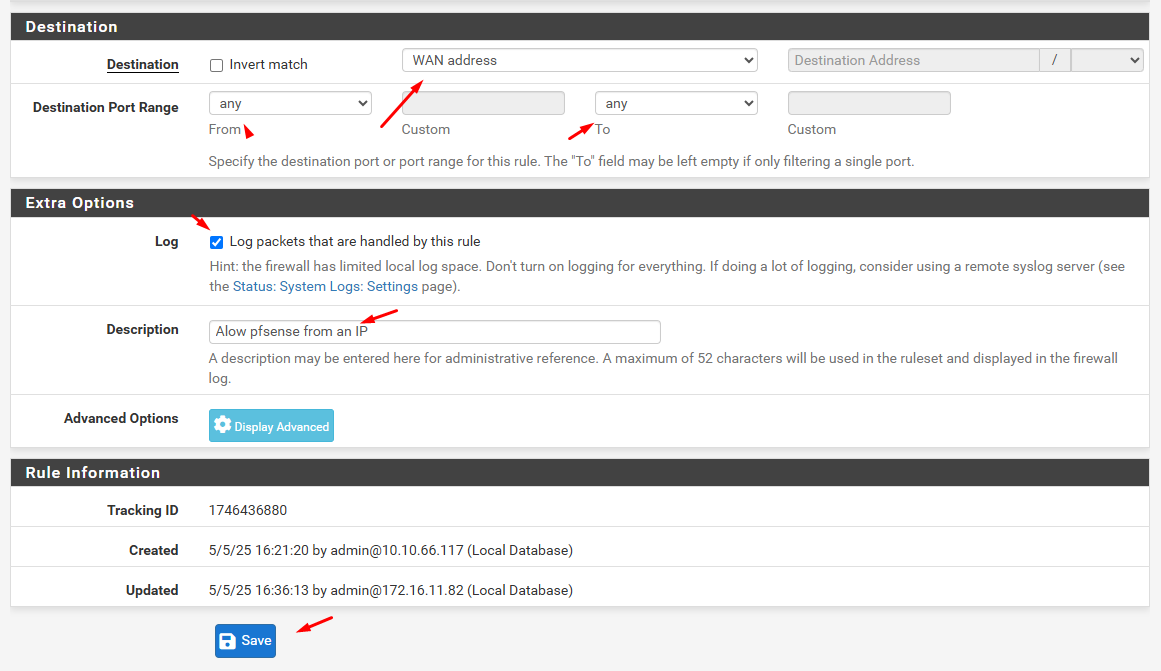 Destination
Destination Invert match WAN address Destination Address /
Destination Port Range any any
From Custom To Custom
Specify the destination port or port range for this rule. The "To" field may be left empty if only filtering a single port.
Extra Options
Log Log packets that are handled by this rule
Hint: the firewall has limited local log space. Don't turn on logging for everything. If doing a lot of logging, consider using a remote syslog server (see
the Status: System Logs: Settings page).
Description Alow pfsense from an IP
A description may be entered here for administrative reference. A maximum of 52 characters will be used in the ruleset and displayed in the firewall
log.
Advanced Options Display Advanced
Rule Information
Tracking ID 1746436880
Created 5/5/25 16:21:20 by admin@10.10.66.117 (Local Database)
Updated 5/5/25 16:36:13 by admin@172.16.11.82 (Local Database)
Save